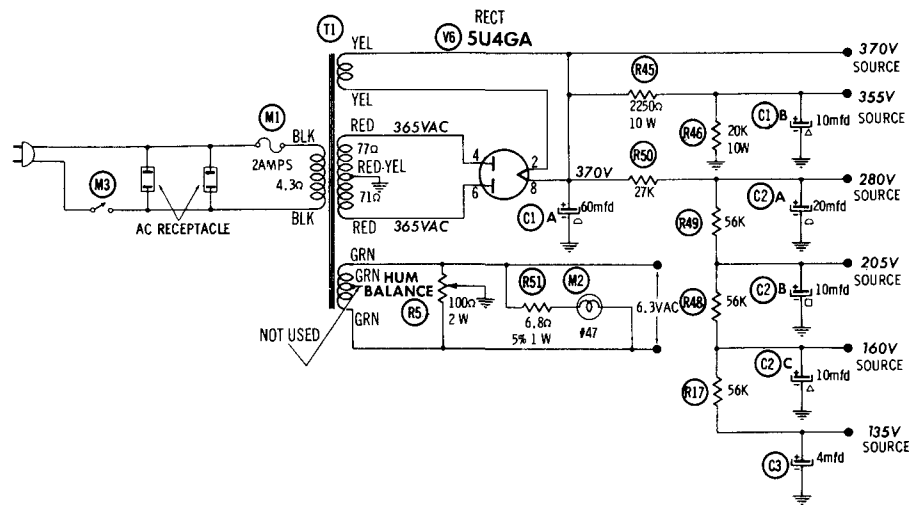 RECT
V6 5U4GA
T1
YEL
YEL
370V
SOURCE
R45
2250Ω
10 W
355V
SOURCE
R46
20K
10W
C1 B
10mfd
M1
2AMPS
BLK
4.3Ω
BLK
RED 365VAC
77Ω
RED-YEL
71Ω
RED 365VAC
4
6
2
8
370V
R50
27K
280V
SOURCE
C2 A
20mfd
M3
AC RECEPTACLE
C1 A
60mfd
R49
56K
205V
SOURCE
C2 B
10mfd
GRN
GRN
GRN
NOT USED
HUM
BALANCE
R5
100Ω
2 W
R51
6.8Ω
5% 1 W
M2
#47
6.3VAC
R48
56K
160V
SOURCE
C2 C
10mfd
R17
56K
135V
SOURCE
C3
4mfd